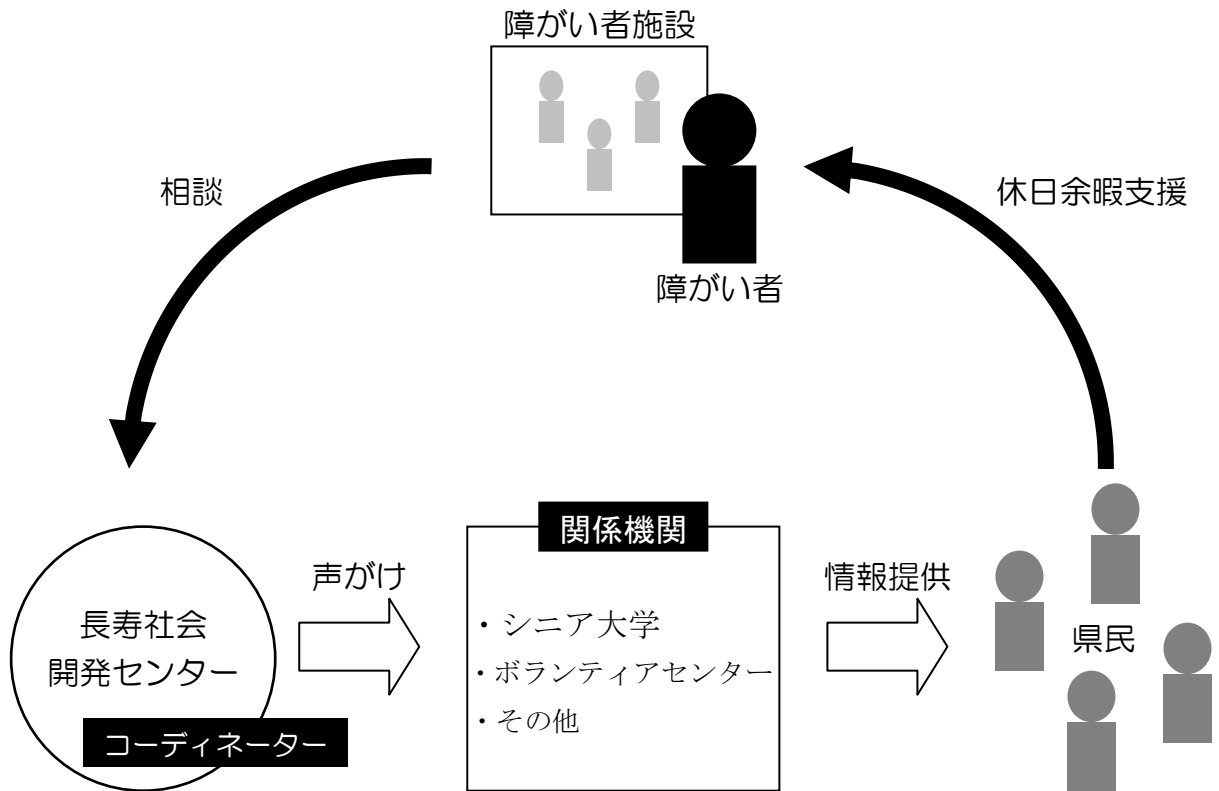 障がい者施設
相談
休日余暇支援
障がい者
関係機関
声がけ
情報提供
長寿社会
開発センター
・シニア大学
・ボランティアセンター
・その他
県民
コーディネーター